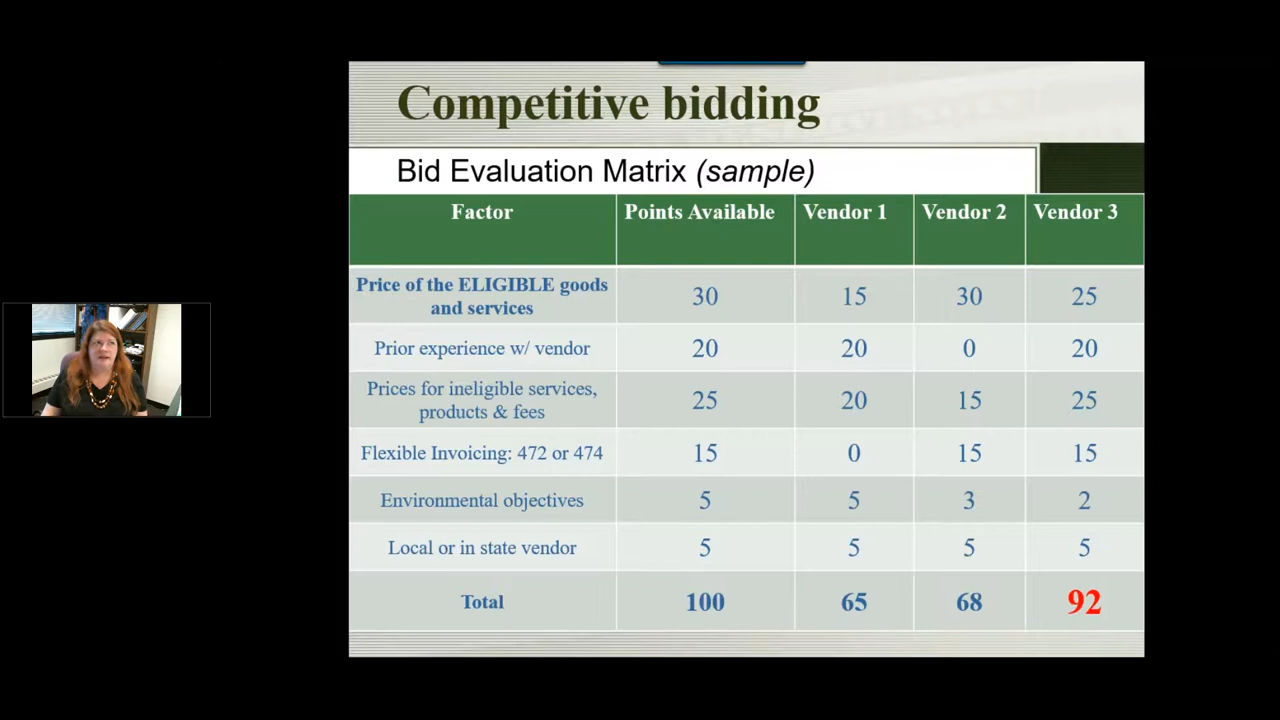 Competitive bidding
Bid Evaluation Matrix (sample)
Factor Points Available Vendor 1 Vendor 2 Vendor 3
Price of the ELIGIBLE goods
and services 30 15 30 25
Prior experience w/ vendor 20 20 0 20
Prices for ineligible services,
products & fees 25 20 15 25
Flexible Invoicing: 472 or 474 15 0 15 15
Environmental objectives 5 5 3 2
Local or in state vendor 5 5 5 5
Total 100 65 68 92